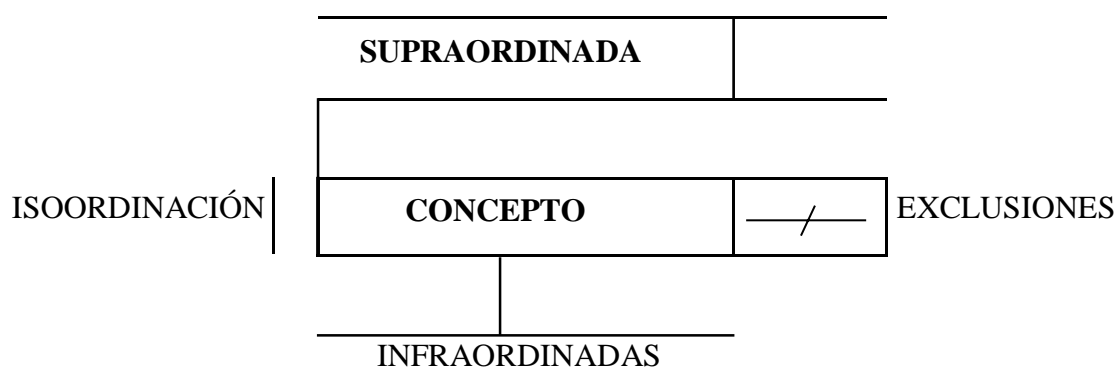 SUPRAORDINADA
ISOORDINACIÓN CONCEPTO EXCLUSIONES
INFRAORDINADAS